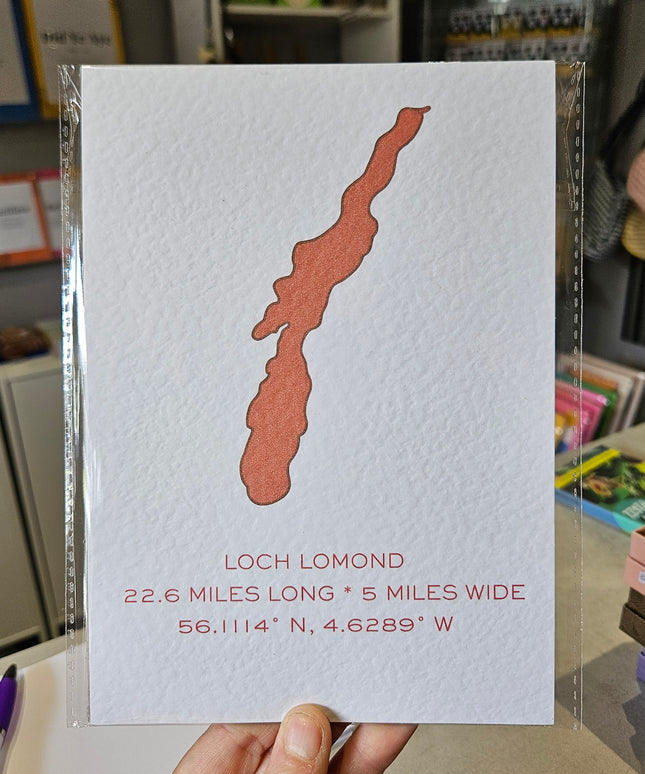 LOCH LOMOND
22.6 MILES LONG * 5 MILES WIDE
56.1114° N, 4.6289° W